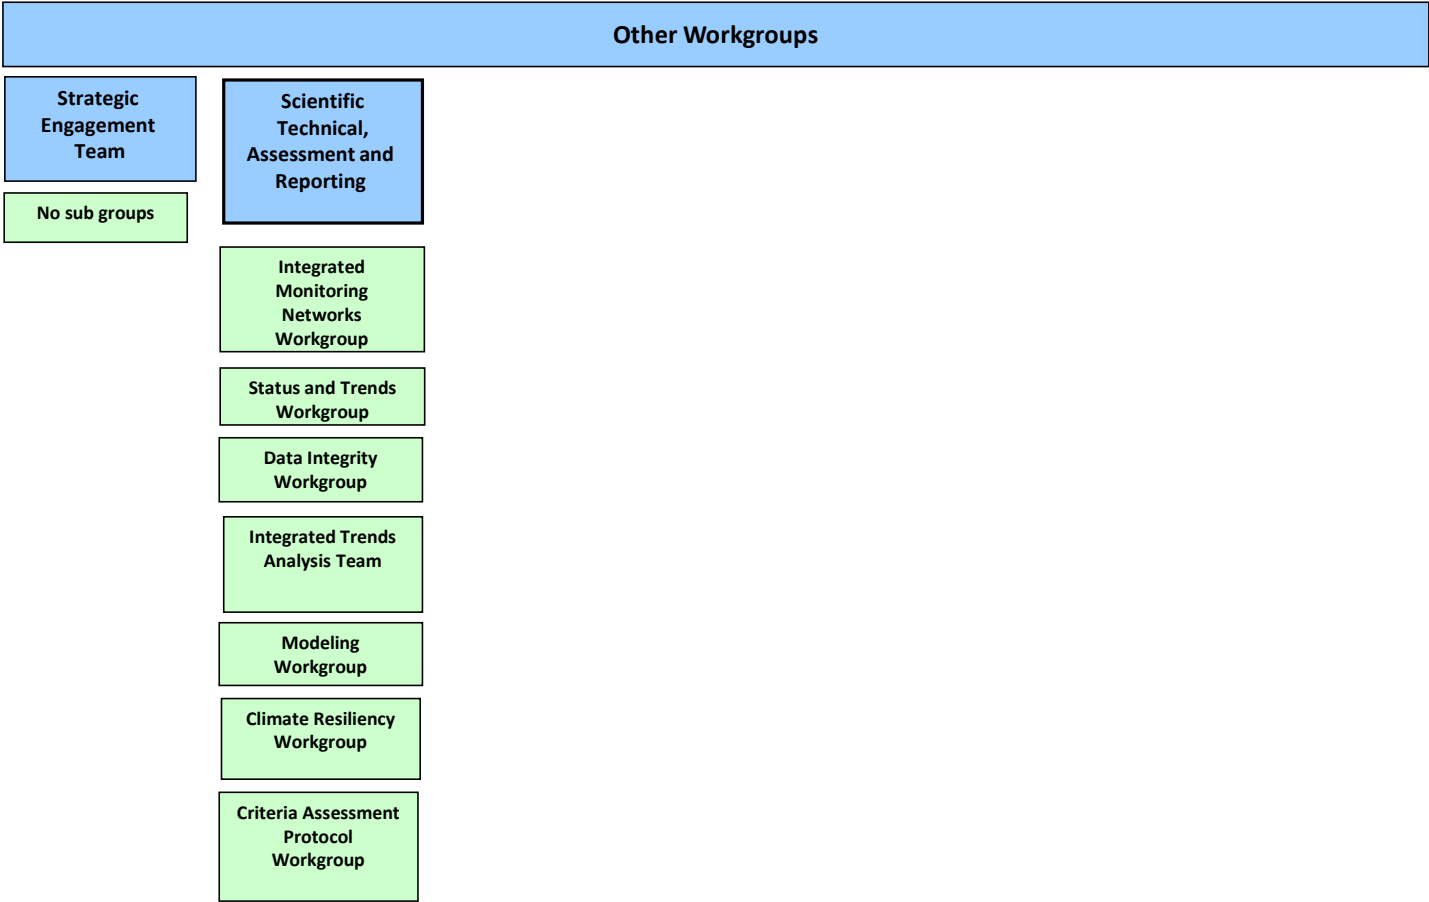 Other Workgroups
Strategic
Engagement
Team
No sub groups
Scientific
Technical,
Assessment and
Reporting
Integrated
Monitoring
Networks
Workgroup
Status and Trends
Workgroup
Data Integrity
Workgroup
Integrated Trends
Analysis Team
Modeling
Workgroup
Climate Resiliency
Workgroup
Criteria Assessment
Protocol
Workgroup